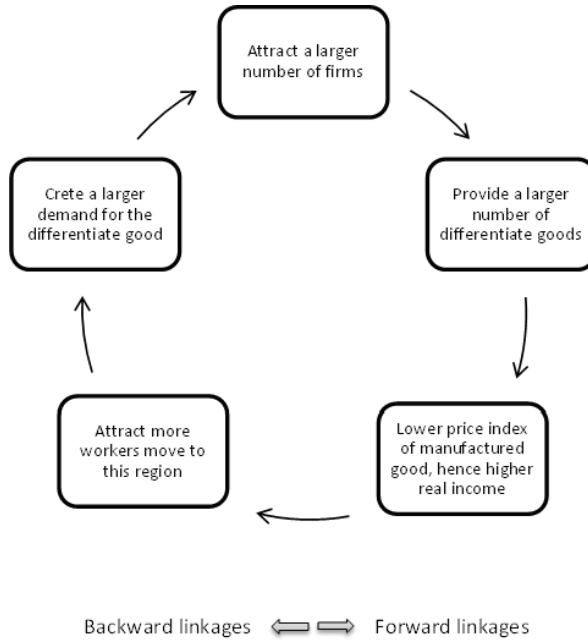 Attract a larger
number of firms
Provide a larger
number of
differentiate goods
Lower price index
of manufactured
good, hence higher
real income
Attract more
workers move to
this region
Crete a larger
demand for the
differentiate good
Backward linkages
Forward linkages